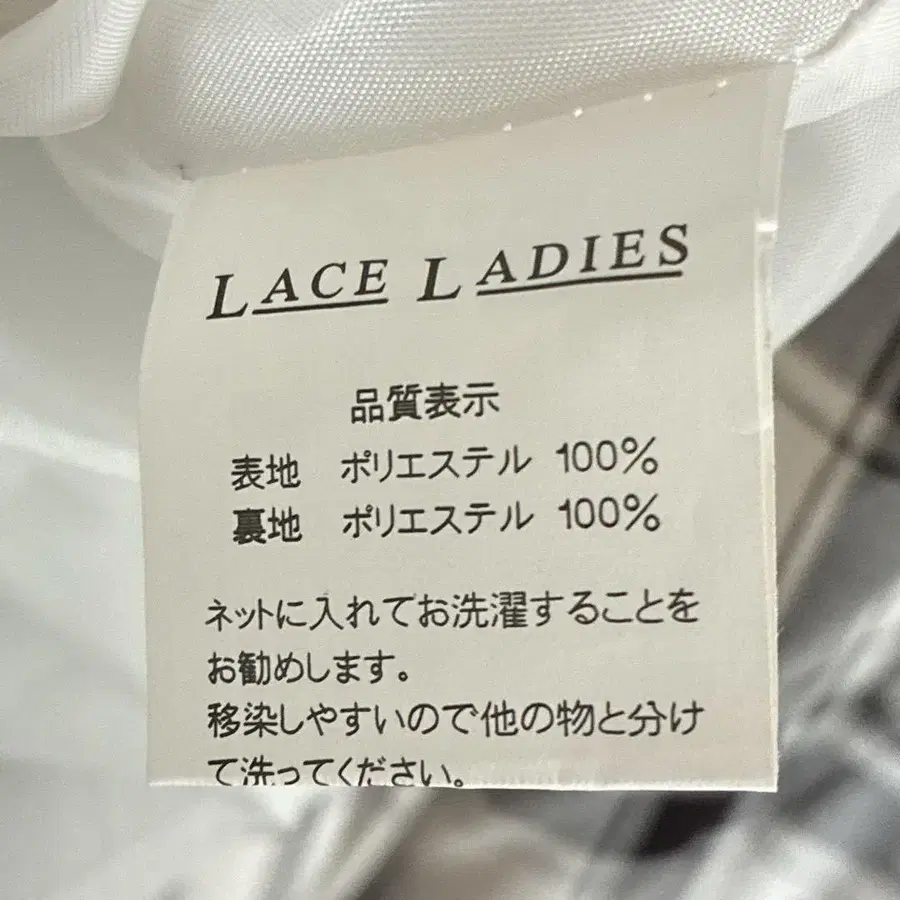 LACE LADIES
品質表示
表地 ポリエステル 100%
裏地 ポリエステル 100%
ネットに入れてお洗濯することを
お勧めします。
移染しやすいので他の物と分け
て洗ってください。